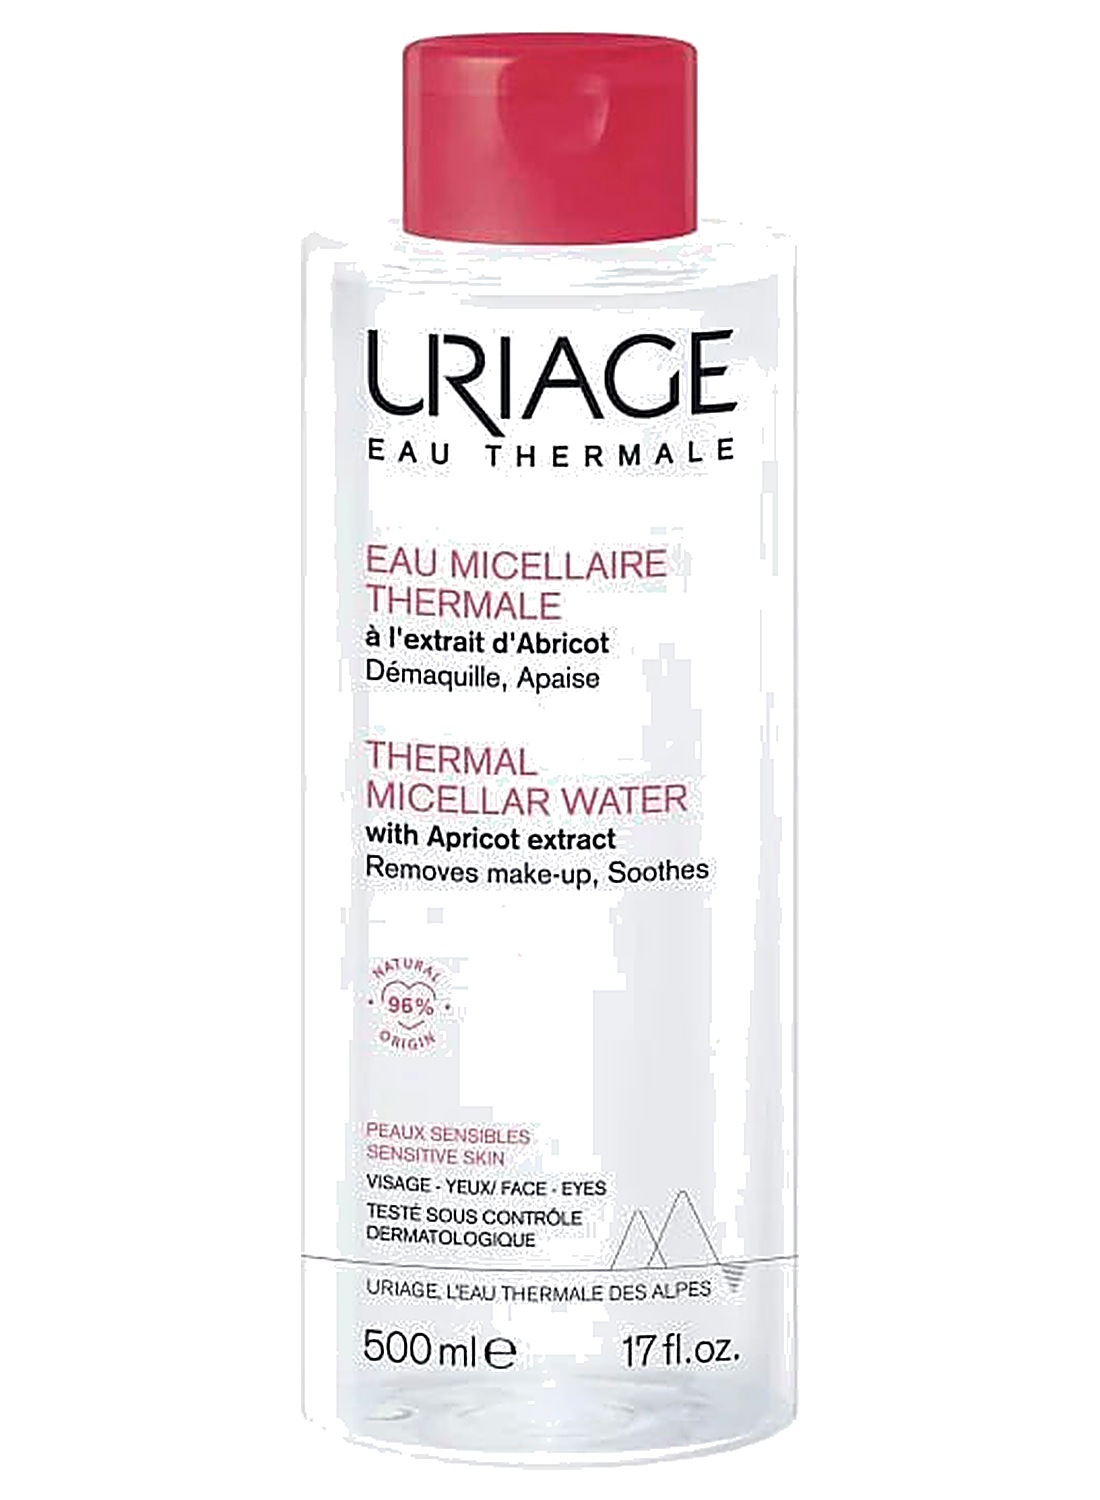 URIAGE
EAU THERMALE
EAU MICELLAIRE
THERMALE
à l'extrait d'Abricot
Démaquille, Apaise
THERMAL
MICELLAR WATER
with Apricot extract
Removes make-up, Soothes
NATURAL
96%
ORIGIN
PEAUX SENSIBLES
SENSITIVE SKIN
VISAGE - YEUX/ FACE - EYES
TESTÉ SOUS CONTRÔLE
DERMATOLOGIQUE
URIAGE, L'EAU THERMALE DES ALPES
500 ml e 17 fl.oz.